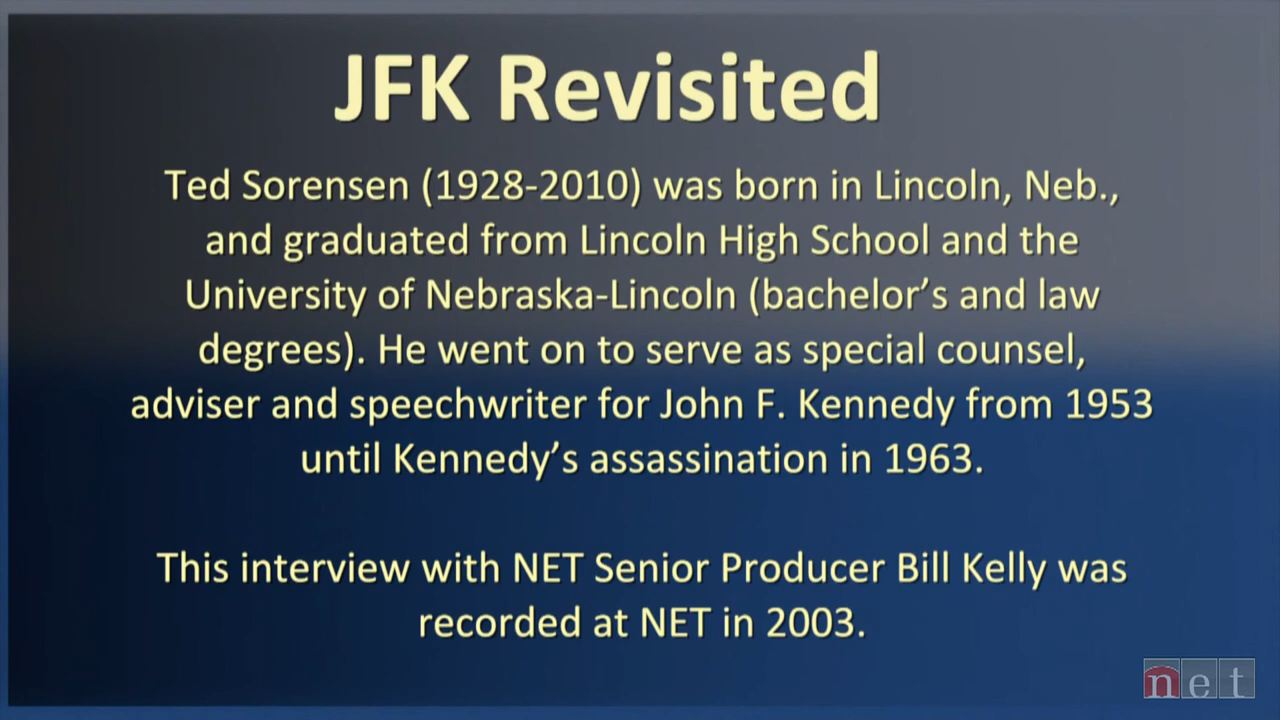 JFK Revisited
Ted Sorensen (1928-2010) was born in Lincoln, Neb.,
and graduated from Lincoln High School and the
University of Nebraska-Lincoln (bachelor’s and law
degrees). He went on to serve as special counsel,
adviser and speechwriter for John F. Kennedy from 1953
until Kennedy’s assassination in 1963.
This interview with NET Senior Producer Bill Kelly was
recorded at NET in 2003.
net